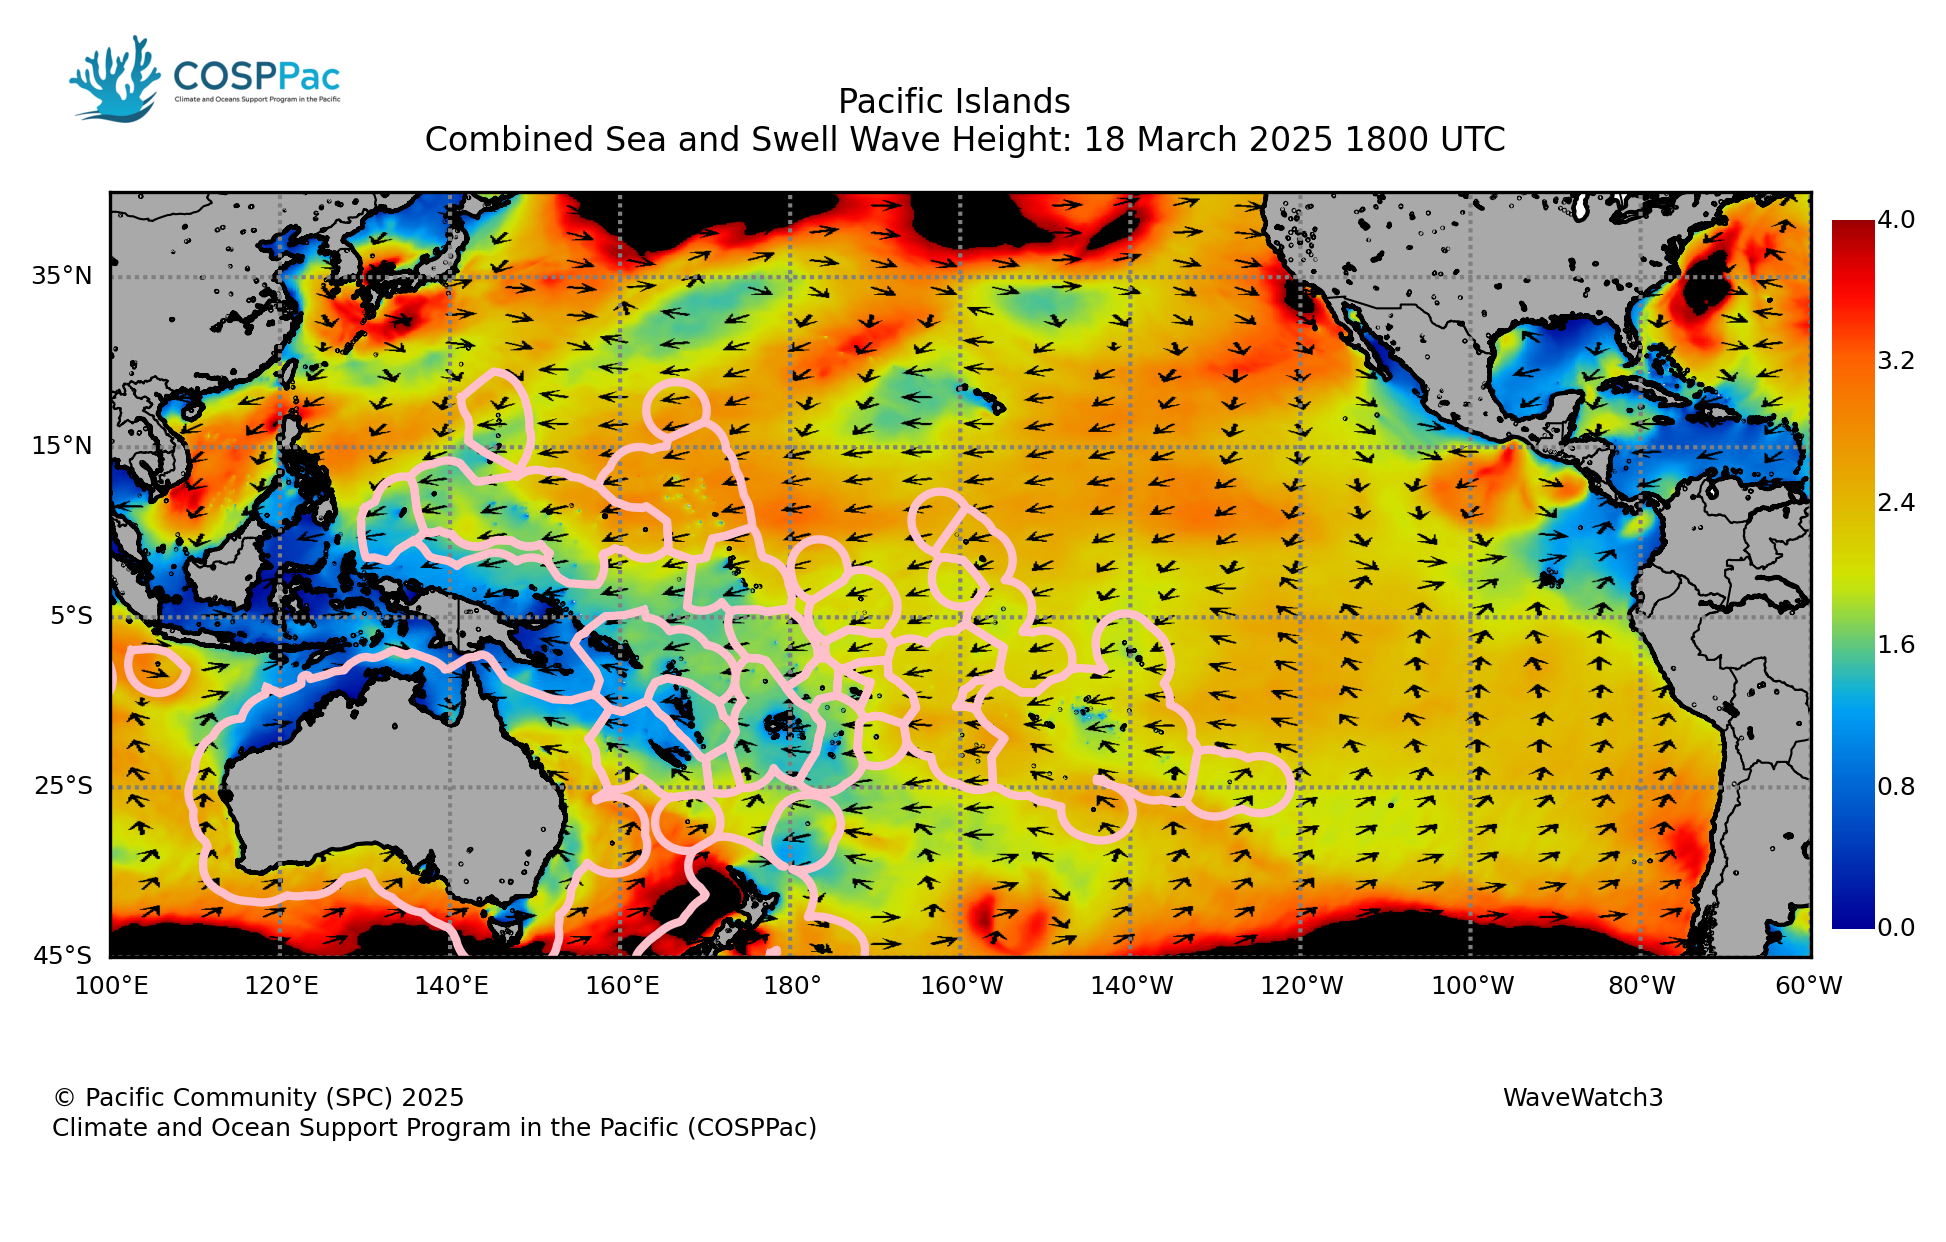 COSPPac
Climate and Oceans Support Program in the Pacific
Pacific Islands
Combined Sea and Swell Wave Height: 18 March 2025 1800 UTC
35°N
15°N
5°S
25°S
45°S
100°E 120°E 140°E 160°E 180° 160°W 140°W 120°W 100°W 80°W 60°W
4.0
3.2
2.4
1.6
0.8
0.0
© Pacific Community (SPC) 2025
Climate and Ocean Support Program in the Pacific (COSPPac)
WaveWatch3